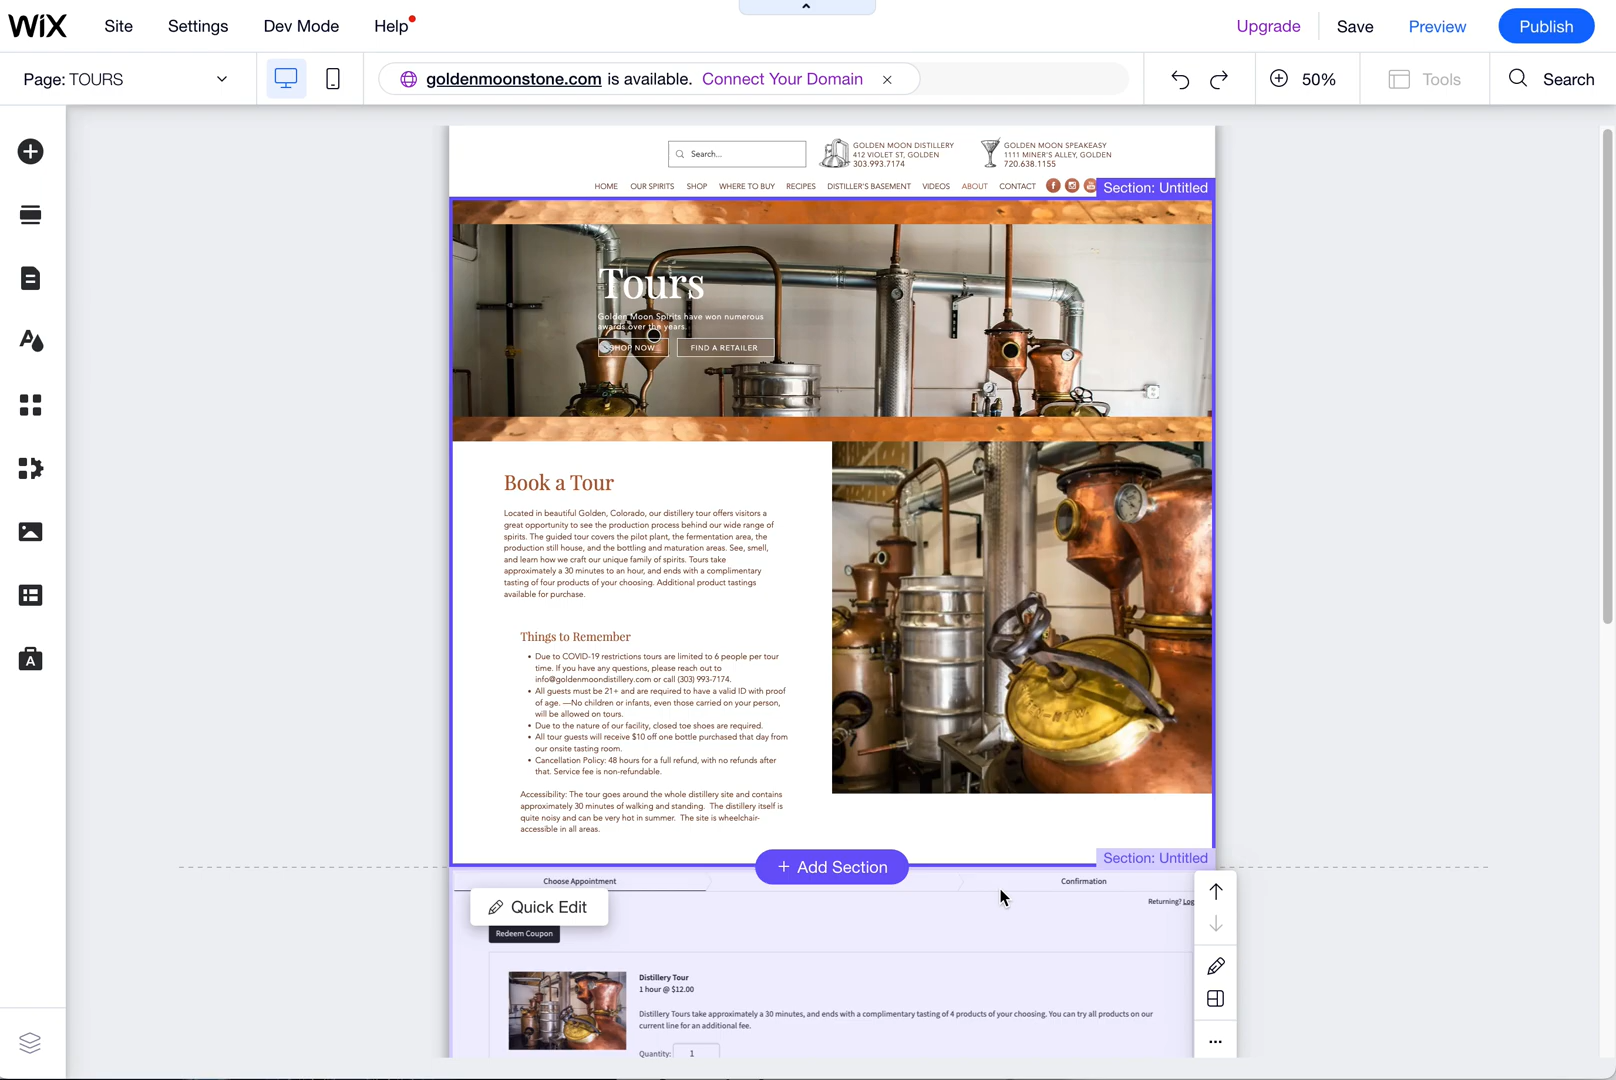 WiX
Site
Settings
Dev Mode
Help
Upgrade
Save
Preview
Publish
Page: TOURS
goldenmoonstone.com is available. Connect Your Domain
50%
Tools
Search
Search...
GOLDEN MOON DISTILLERY
412 VIOLET ST, GOLDEN
303.993.7174
GOLDEN MOON SPEAKEASY
1111 MINER'S ALLEY, GOLDEN
720.638.1155
HOME
OUR SPIRITS
SHOP
WHERE TO BUY
RECIPES
DISTILLER'S BASEMENT
VIDEOS
ABOUT
CONTACT
Section: Untitled
Tours
Golden Moon Spirits have won numerous
awards over the years.
SHOP NOW
FIND A RETAILER
Book a Tour
Located in beautiful Golden, Colorado, our distillery tour offers visitors a
great opportunity to see the production process behind our wide range of
spirits. The guided tour covers the pilot plant, the fermentation area, the
production still house, and the bottling and maturation areas. See, smell,
and learn how we craft our unique family of spirits. Tours take
approximately a 30 minutes to an hour, and ends with a complimentary
tasting of four products of your choosing. Additional product tastings
available for purchase.
Things to Remember
• Due to COVID-19 restrictions tours are limited to 6 people per tour
time. If you have any questions, please reach out to
info@goldenmoondistillery.com or call (303) 993-7174.
• All guests must be 21+ and are required to have a valid ID with proof
of age. —No children or infants, even those carried on your person,
will be allowed on tours.
• Due to the nature of our facility, closed toe shoes are required.
• All tour guests will receive $10 off one bottle purchased that day from
our onsite tasting room.
• Cancellation Policy: 48 hours for a full refund, with no refunds after
that. Service fee is non-refundable.
Accessibility: The tour goes around the whole distillery site and contains
approximately 30 minutes of walking and standing. The distillery itself is
quite noisy and can be very hot in summer. The site is wheelchair-
accessible in all areas.
+ Add Section
Section: Untitled
Choose Appointment
Confirmation
Returning? Log
Quick Edit
Redeem Coupon
Distillery Tour
1 hour @ $12.00
Distillery Tours take approximately a 30 minutes, and ends with a complimentary tasting of 4 products of your choosing. You can try all products on our
current line for an additional fee.
Quantity: 1